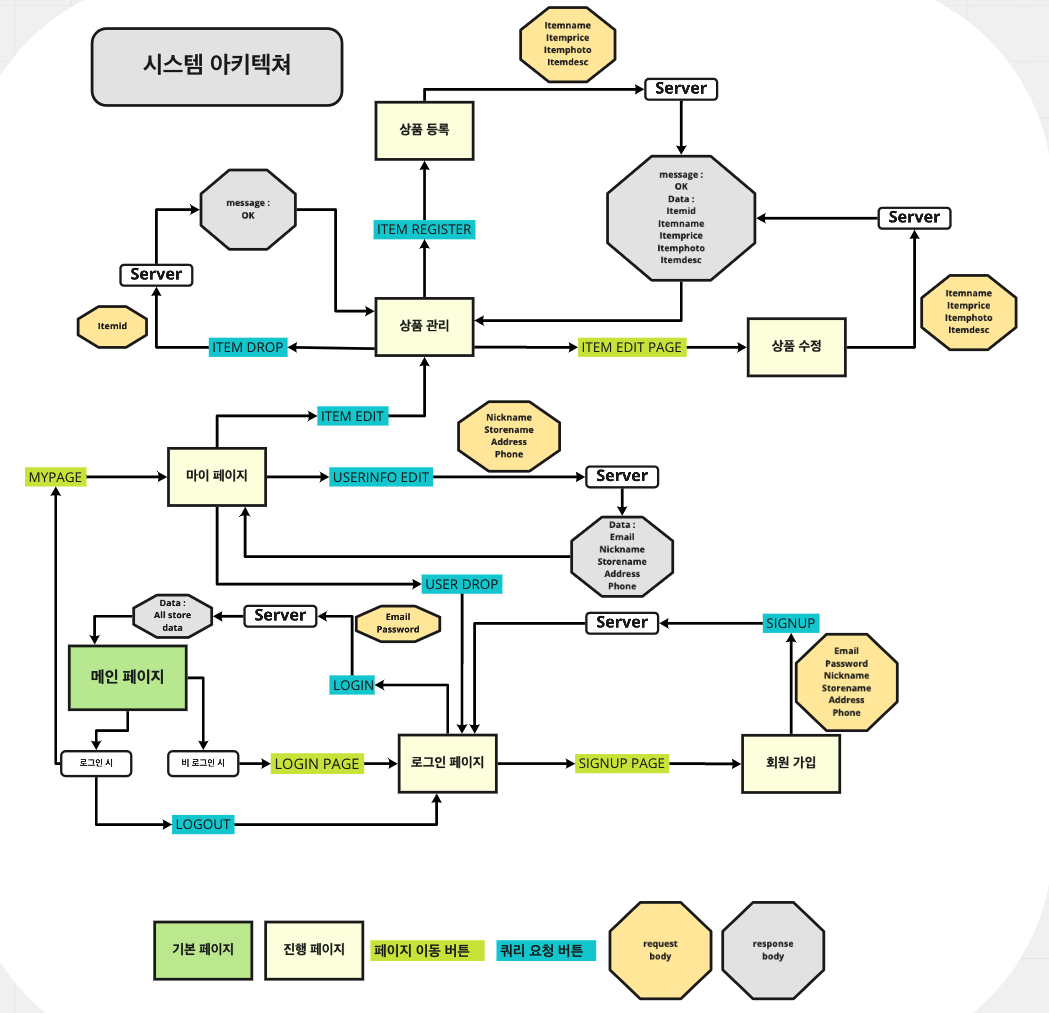 시스템 아키텍쳐
Itemname
Itemprice
Itemphoto
Itemdesc
Server
상품 등록
message :
OK
message :
OK
Data :
Itemid
Itemname
Itemprice
Itemphoto
Itemdesc
ITEM REGISTER
Server
Server
Itemid
상품 관리
Itemname
Itemprice
Itemphoto
Itemdesc
ITEM DROP
ITEM EDIT PAGE
상품 수정
ITEM EDIT
Nickname
Storename
Address
Phone
MYPAGE
마이 페이지
USERINFO EDIT
Server
Data :
Email
Nickname
Storename
Address
Phone
USER DROP
Data :
All store
data
Server
Email
Password
Server
SIGNUP
메인 페이지
LOGIN
Email
Password
Nickname
Storename
Address
Phone
로그인 시
비 로그인 시
LOGIN PAGE
로그인 페이지
SIGNUP PAGE
회원 가입
LOGOUT
기본 페이지
진행 페이지
페이지 이동 버튼
쿼리 요청 버튼
request
body
response
body